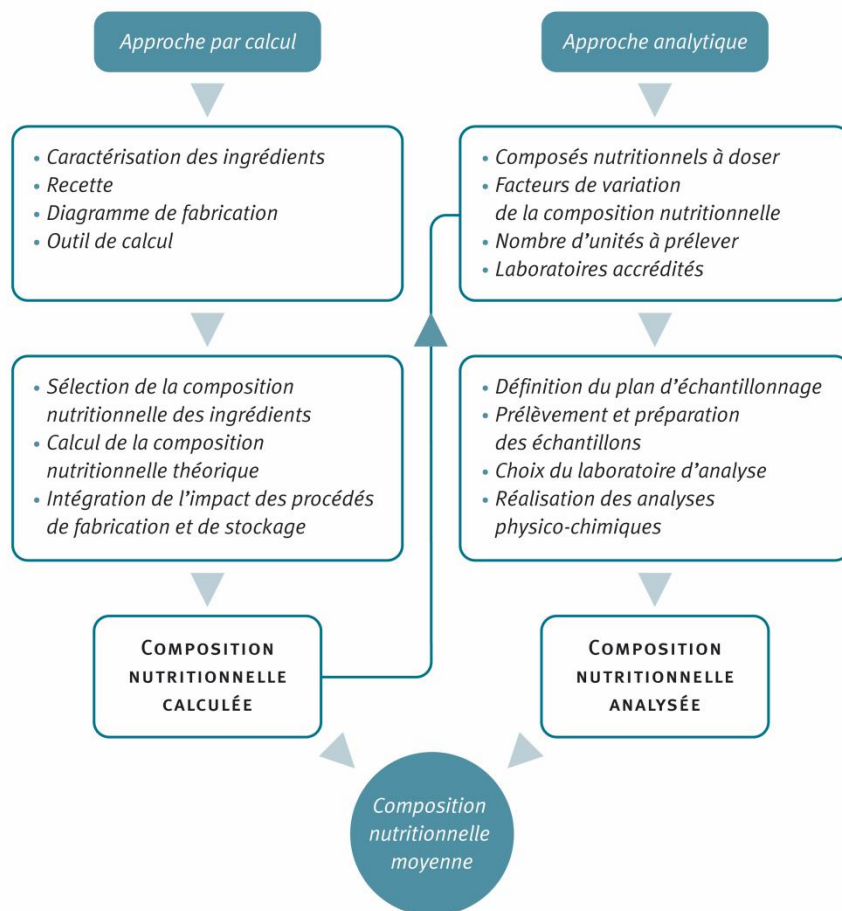 Approche par calcul
• Caractérisation des ingrédients
• Recette
• Diagramme de fabrication
• Outil de calcul
• Sélection de la composition
nutritionnelle des ingrédients
• Calcul de la composition
nutritionnelle théorique
• Intégration de l'impact des procédés
de fabrication et de stockage
COMPOSITION
NUTRITIONNELLE
CALCULÉE
Approche analytique
• Composés nutritionnels à doser
• Facteurs de variation
de la composition nutritionnelle
• Nombre d'unités à prélever
• Laboratoires accrédités
• Définition du plan d'échantillonnage
• Prélèvement et préparation
des échantillons
• Choix du laboratoire d'analyse
• Réalisation des analyses
physico-chimiques
COMPOSITION
NUTRITIONNELLE
ANALYSÉE
Composition
nutritionnelle
moyenne